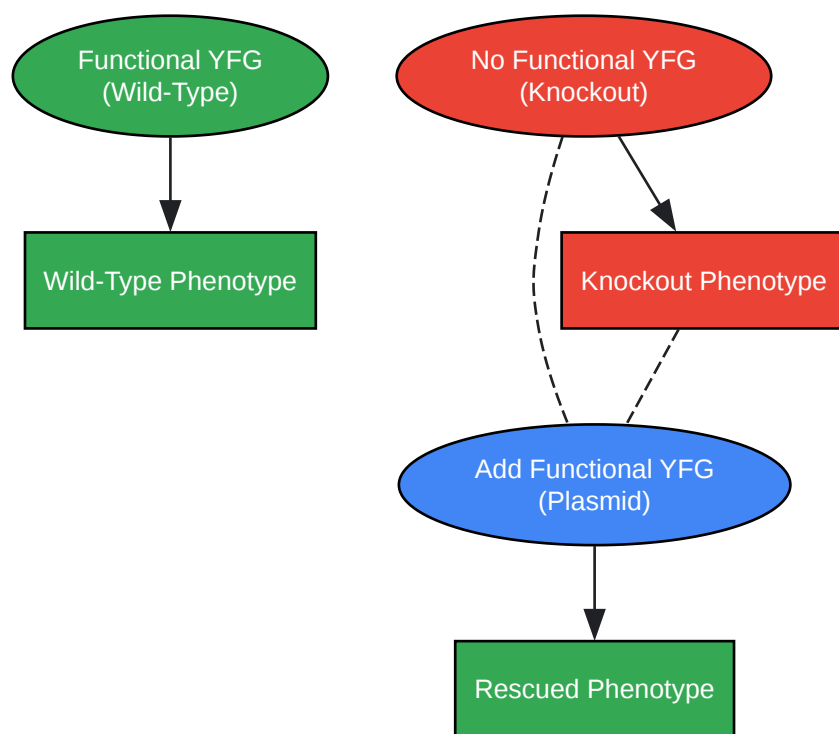 Functional YFG
(Wild-Type)
No Functional YFG
(Knockout)
Wild-Type Phenotype
Knockout Phenotype
Add Functional YFG
(Plasmid)
Rescued Phenotype